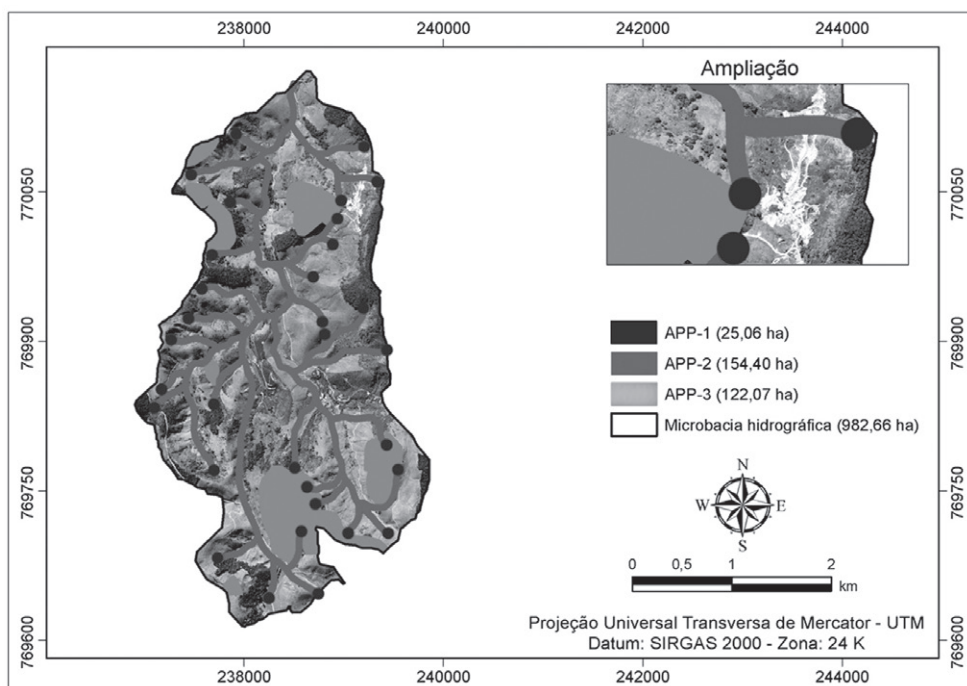 238000 240000 242000 244000
Ampliação
770050
770050
769900
769900
769750
769750
769600
769600
APP-1 (25,06 ha)
APP-2 (154,40 ha)
APP-3 (122,07 ha)
Microbacia hidrográfica (982,66 ha)
N
W E
S
0 0,5 1 2
km
Projeção Universal Transversa de Mercator - UTM
Datum: SIRGAS 2000 - Zona: 24 K
238000 240000 242000 244000